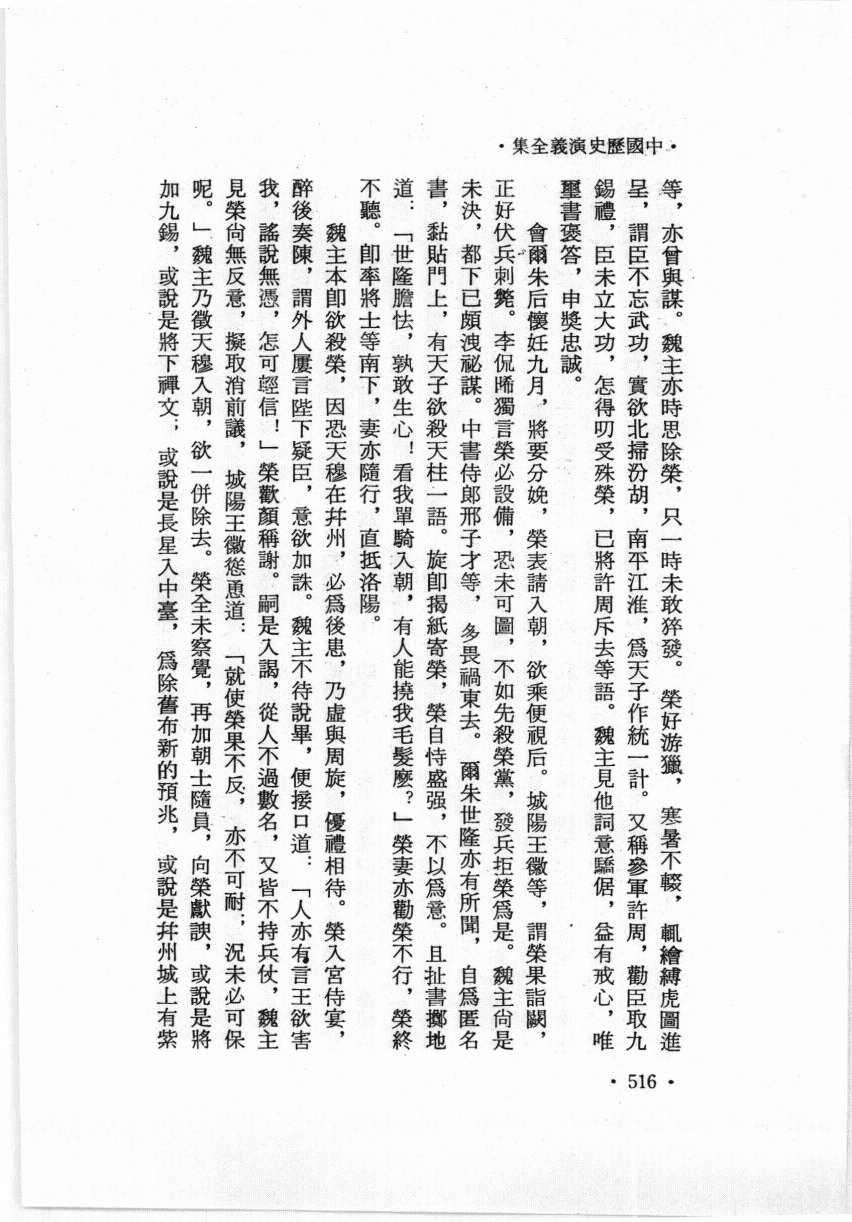 ·中國歷史演義全集·
等，亦曾與謀。魏主亦時思除榮，只一時未敢猝發。榮好游獵，寒暑不輟，輒繪縛虎圖進
呈，謂臣不忘武功，實欲北掃汾胡，南平江淮，爲天子作統一計。又稱參軍許周，勸臣取九
錫禮，臣未立大功，怎得叨受殊榮，已將許周斥去等語。魏主見他詞意驕倨，益有戒心，唯
璽書褒答，申獎忠誠。
會爾朱后懷妊九月，將要分娩，榮表請入朝，欲乘便視后。城陽王徽等，謂榮果詣闕，
正好伏兵刺斃。李侃晞獨言榮必設備，恐未可圖，不如先殺榮黨，發兵拒榮爲是。魏主尙是
未決，都下已頗洩祕謀。中書侍郎邢子才等，多畏禍東去。爾朱世隆亦有所聞，自爲匿名
書，黏貼門上，有天子欲殺天柱一語。旋卽揭紙寄榮，榮自恃盛强，不以爲意。且扯書擲地
道：「世隆膽怯，孰敢生心！看我單騎入朝，有人能撓我毛髮麽？」榮妻亦勸榮不行，榮終
不聽。卽率將士等南下，妻亦隨行，直抵洛陽。
魏主本卽欲殺榮，因恐天穆在幷州，必爲後患，乃虛與周旋，優禮相待。榮入宮侍宴，
醉後奏陳，謂外人屢言陛下疑臣，意欲加誅。魏主不待說畢，便接口道：「人亦有言王欲害
我，謠說無憑，怎可輕信！」榮歡顏稱謝。嗣是入謁，從人不過數名，又皆不持兵仗，魏主
見榮尙無反意，擬取消前議，城陽王徽慫恿道：「就使榮果不反，亦不可耐；況未必可保
呢。」魏主乃徵天穆入朝，欲一併除去。榮全未察覺，再加朝士隨員，向榮獻諛，或說是將
加九錫，或說是將下禪文；或說是長星入中臺，爲除舊布新的預兆，或說是幷州城上有紫
·516·